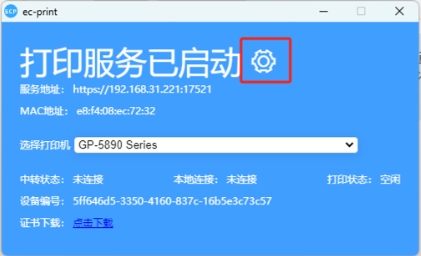 ECP ec-print
打印服务已启动
服务地址： https://192.168.31.221:17521
MAC地址： e8:f4:08:ec:72:32
选择打印机 GP-5890 Series
中转状态： 未连接 本地连接： 未连接 打印状态： 空闲
设备编号： 5ff646d5-3350-4160-837c-16b5e3c73c57
证书下载： 点击下载